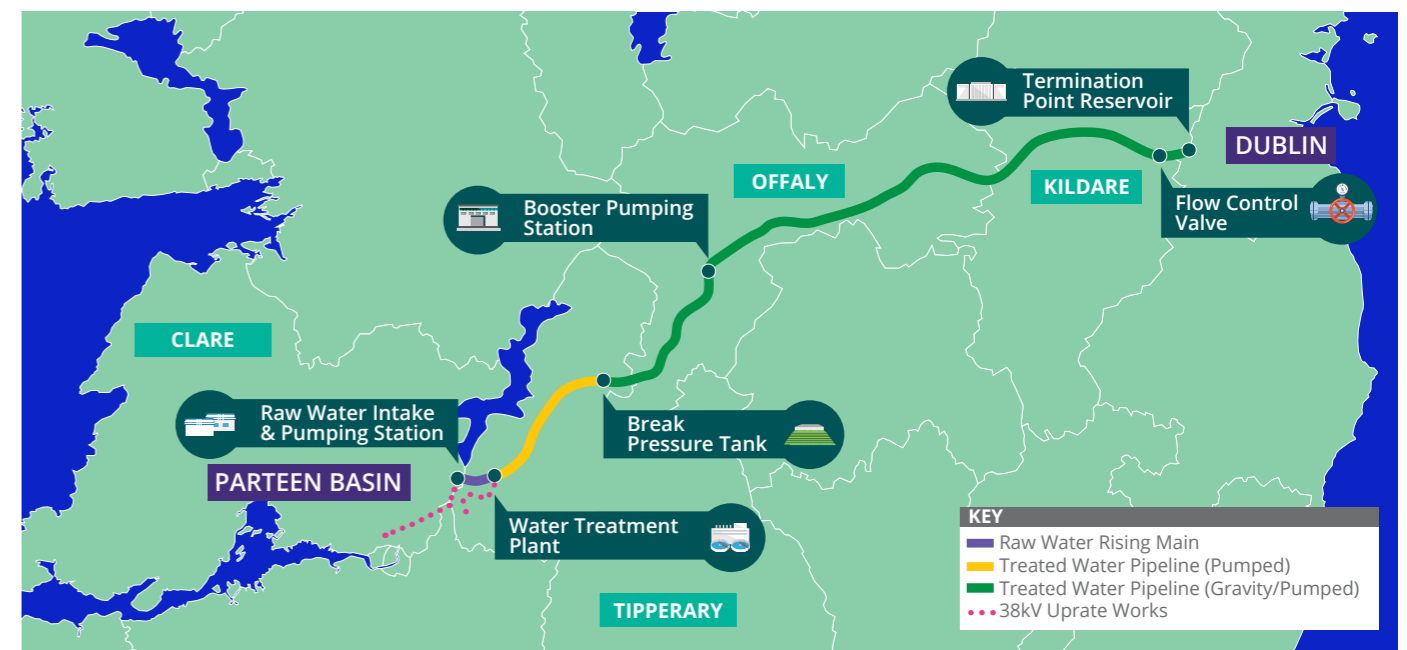 Termination
Point Reservoir
DUBLIN
OFFALY
KILDARE
Booster Pumping
Station
Flow Control
Valve
CLARE
Raw Water Intake
& Pumping Station
Break
Pressure Tank
PARTEEN BASIN
Water Treatment
Plant
TIPPERARY
KEY
Raw Water Rising Main
Treated Water Pipeline (Pumped)
Treated Water Pipeline (Gravity/Pumped)
38kV Uprate Works